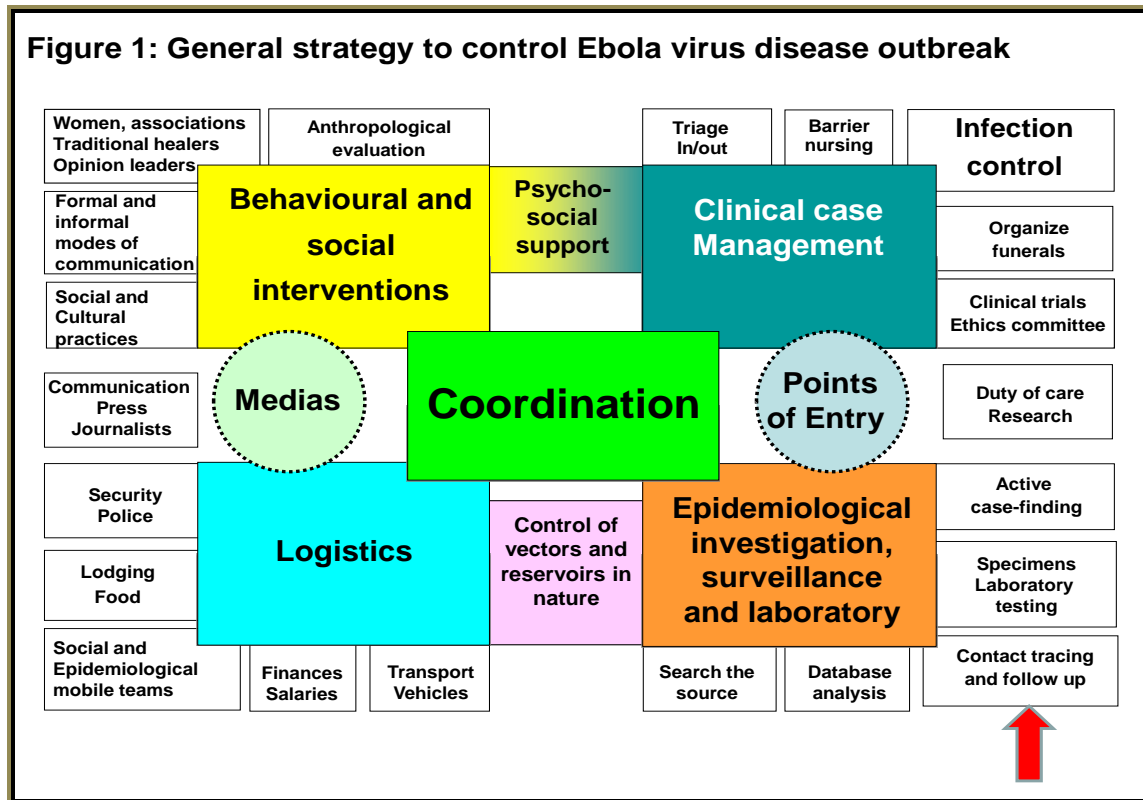 Figure 1: General strategy to control Ebola virus disease outbreak
Women, associations
Traditional healers
Opinion leaders
Anthropological
evaluation
Triage
In/out
Barrier
nursing
Infection
control
Formal and
informal
modes of
communication
Behavioural and
social
interventions
Psycho-
social
support
Clinical case
Management
Organize
funerals
Social and
Cultural
practices
Clinical trials
Ethics committee
Communication
Press
Journalists
Medias
Coordination
Points
of Entry
Duty of care
Research
Security
Police
Logistics
Control of
vectors and
reservoirs in
nature
Epidemiological
investigation,
surveillance
and laboratory
Active
case-finding
Lodging
Food
Specimens
Laboratory
testing
Social and
Epidemiological
mobile teams
Finances
Salaries
Transport
Vehicles
Search the
source
Database
analysis
Contact tracing
and follow up